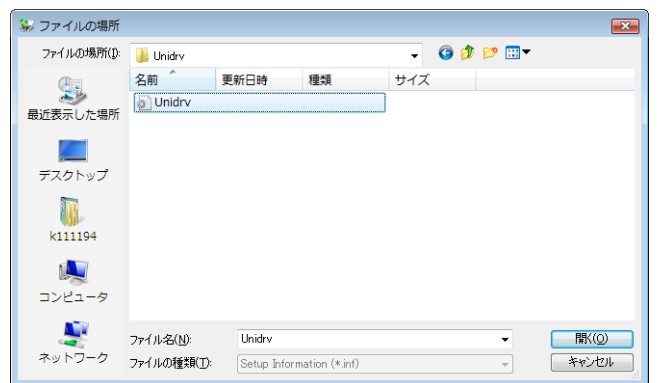 ファイルの場所
ファイルの場所(I):
Unidrv
名前
更新日時
種類
サイズ
Unidrv
最近表示した場所
デスクトップ
k111194
コンピュータ
ネットワーク
ファイル名(N):
Unidrv
開く(O)
ファイルの種類(T):
Setup Information (*.inf)
キャンセル